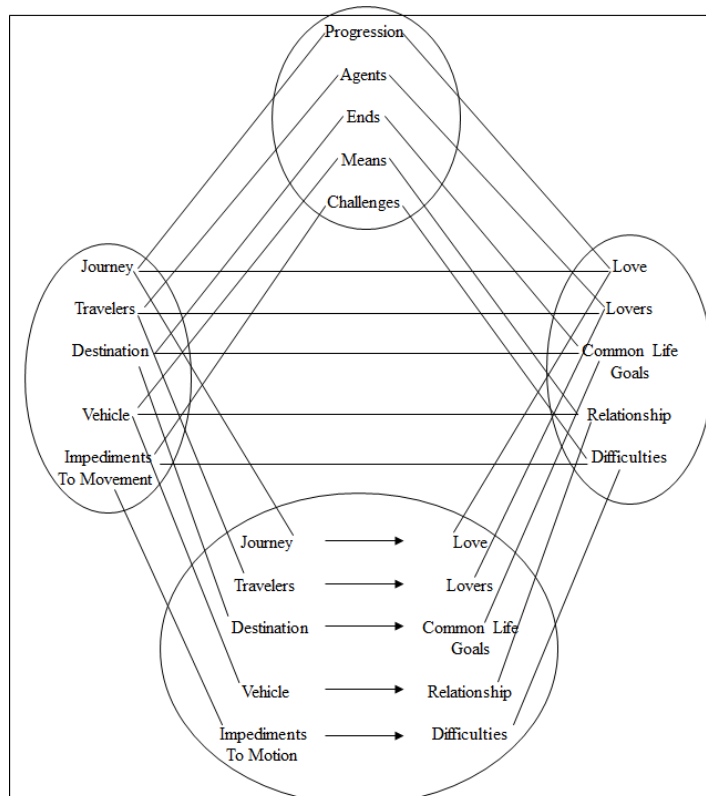 Progression
Agents
Ends
Means
Challenges
Journey
Travelers
Destination
Vehicle
Impediments
To Movement
Love
Lovers
Common Life
Goals
Relationship
Difficulties
Journey
Love
Travelers
Lovers
Destination
Common Life
Goals
Vehicle
Relationship
Impediments
To Motion
Difficulties